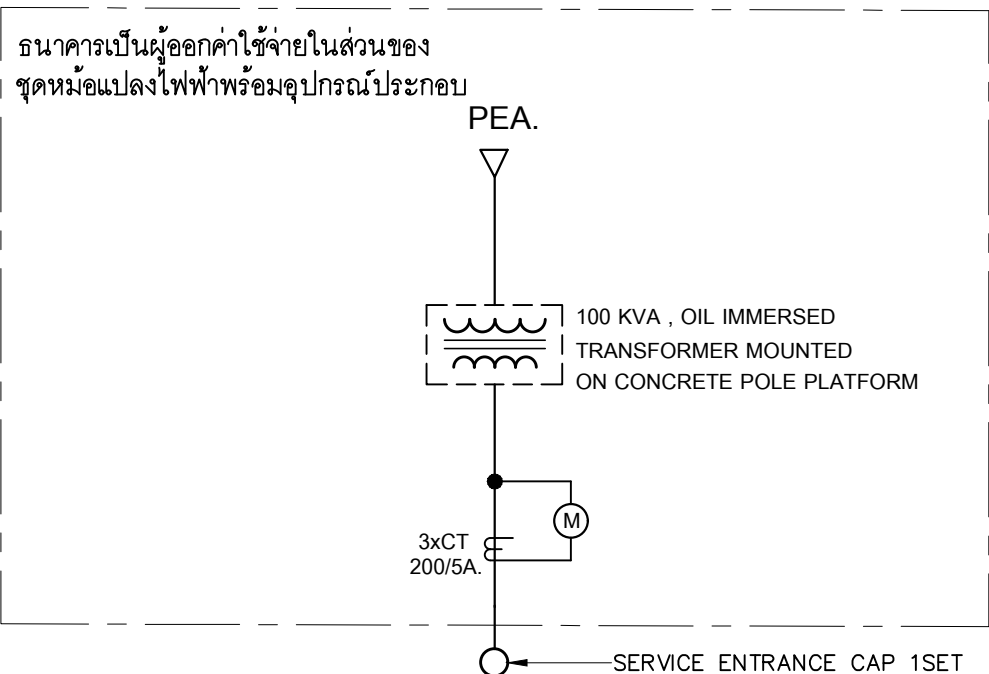 ธนาคารเป็นผู้ออกค่าใช้จ่ายในส่วนของ
ชุดหม้อแปลงไฟฟ้าพร้อมอุปกรณ์ประกอบ
PEA.
100 KVA , OIL IMMERSED
TRANSFORMER MOUNTED
ON CONCRETE POLE PLATFORM
M
3xCT
200/5A.
SERVICE ENTRANCE CAP 1SET